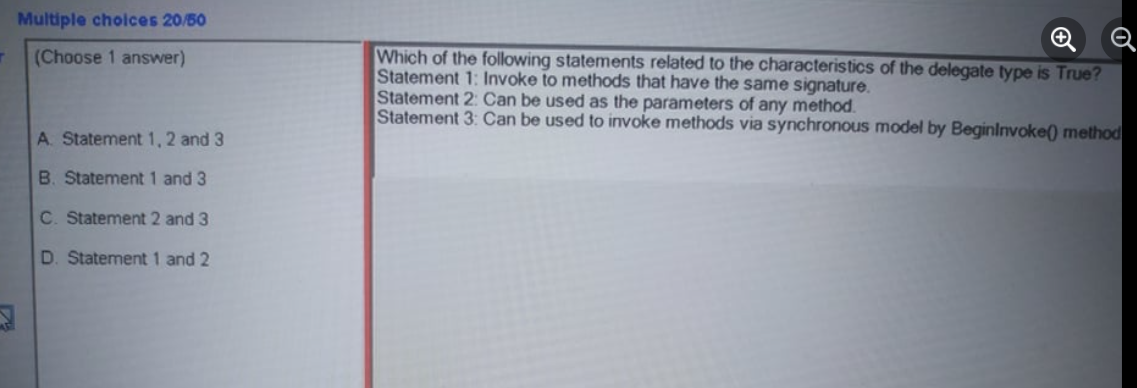 Multiple choices 20/50
(Choose 1 answer)
A. Statement 1, 2 and 3
B. Statement 1 and 3
C. Statement 2 and 3
D. Statement 1 and 2
Which of the following statements related to the characteristics of the delegate type is True?
Statement 1: Invoke to methods that have the same signature.
Statement 2: Can be used as the parameters of any method.
Statement 3: Can be used to invoke methods via synchronous model by BeginInvoke() method